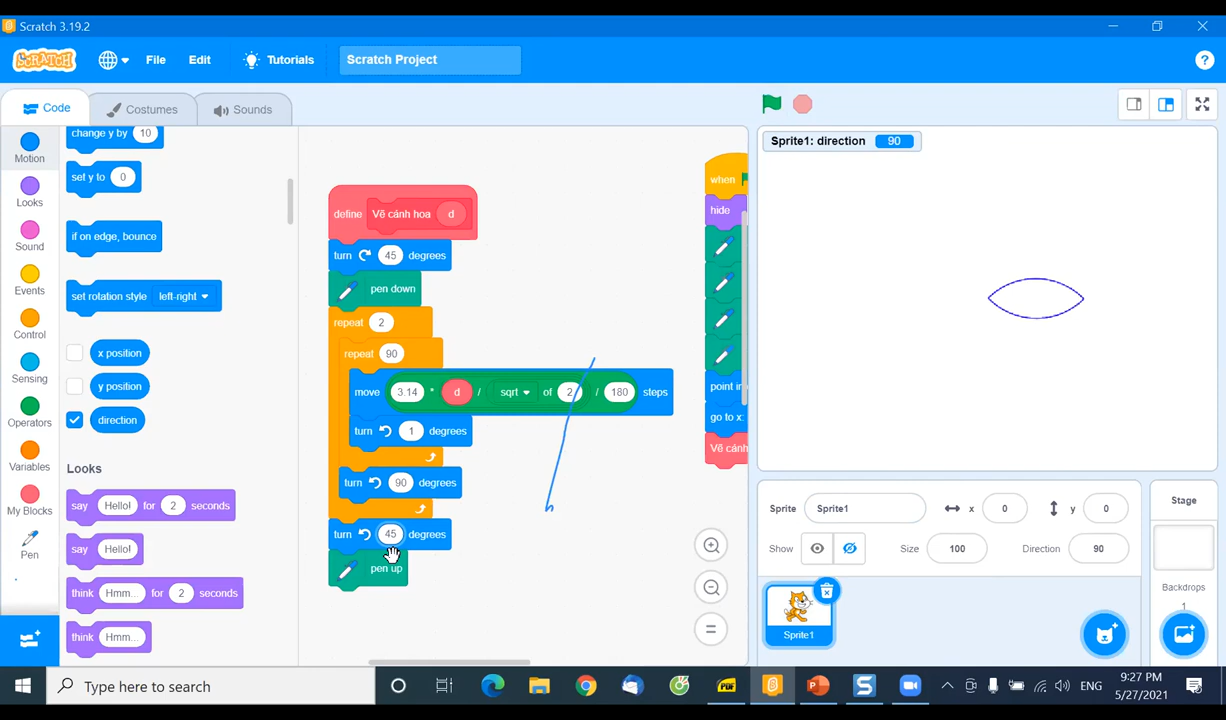 Scratch 3.19.2
SCRATCH
File
Edit
Tutorials
Scratch Project
?
Code
Costumes
Sounds
Motion
Looks
Sound
Events
Control
Sensing
Operators
Variables
My Blocks
Pen
change y by 10
set y to 0
if on edge, bounce
set rotation style left-right
x position
y position
direction
Looks
say Hello! for 2 seconds
say Hello!
think Hmm... for 2 seconds
think Hmm...
define Vẽ cánh hoa d
turn 45 degrees
pen down
repeat 2
repeat 90
move 3.14 * d / sqrt of 2 / 180 steps
turn 1 degrees
turn 90 degrees
turn 45 degrees
pen up
when
hide
point in
go to x:
Vẽ cánh
Sprite1: direction 90
Sprite Sprite1 x 0 y 0
Show Size 100 Direction 90
Sprite1
Stage
Backdrops
1
Type here to search
PDF
S
ENG
9:27 PM
5/27/2021